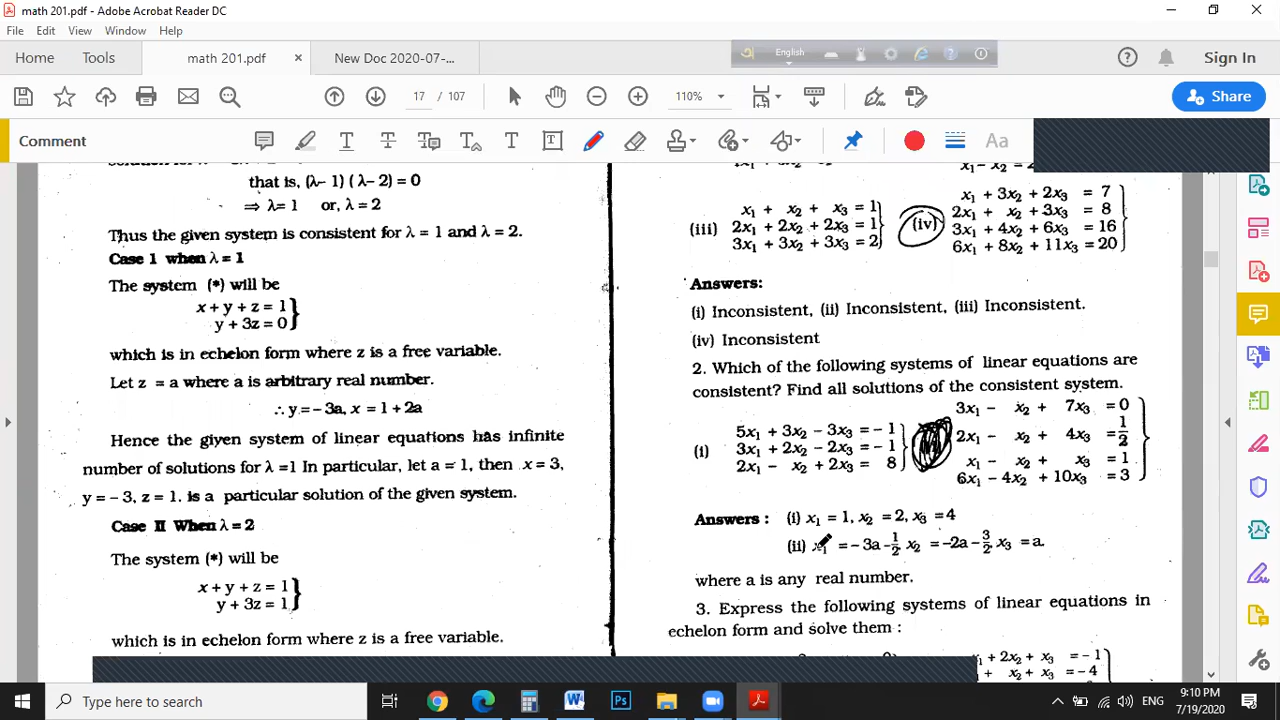 math 201.pdf - Adobe Acrobat Reader DC
File Edit View Window Help
Home Tools math 201.pdf × New Doc 2020-07-... English Sign In
17 / 107 110% Share
Comment Aa
that is, (λ– 1) ( λ– 2) = 0
⇒ λ= 1 or, λ = 2
Thus the given system is consistent for λ = 1 and λ = 2.
Case 1 when λ = 1
The system (*) will be
x + y + z = 1
y + 3z = 0
which is in echelon form where z is a free variable.
Let z = a where a is arbitrary real number.
∴ y = – 3a, x = 1 + 2a
Hence the given system of linear equations has infinite
number of solutions for λ =1 In particular, let a = 1, then x = 3,
y = – 3, z = 1. is a particular solution of the given system.
Case II When λ = 2
The system (*) will be
x + y + z = 1
y + 3z = 1
which is in echelon form where z is a free variable.
(iii) x₁ + x₂ + x₃ = 1
2x₁ + 2x₂ + 2x₃ = 1
3x₁ + 3x₂ + 3x₃ = 2
(iv) x₁ + 3x₂ + 2x₃ = 7
2x₁ + x₂ + 3x₃ = 8
3x₁ + 4x₂ + 6x₃ = 16
6x₁ + 8x₂ + 11x₃ = 20
Answers:
(i) Inconsistent, (ii) Inconsistent, (iii) Inconsistent.
(iv) Inconsistent
2. Which of the following systems of linear equations are
consistent? Find all solutions of the consistent system.
(i) 5x₁ + 3x₂ – 3x₃ = – 1
3x₁ + 2x₂ – 2x₃ = – 1
2x₁ – x₂ + 2x₃ = 8
3x₁ – x₂ + 7x₃ = 0
2x₁ – x₂ + 4x₃ = 1/2
x₁ – x₂ + x₃ = 1
6x₁ – 4x₂ + 10x₃ = 3
Answers : (i) x₁ = 1, x₂ = 2, x₃ = 4
(ii) x₁ = – 3a – 1/2 x₂ = –2a – 3/2 x₃ = a.
where a is any real number.
3. Express the following systems of linear equations in
echelon form and solve them :
x₁ + 2x₂ + x₃ = – 1
x₁ + x₂ + x₃ = – 4
Type here to search
ENG 9:10 PM
7/19/2020